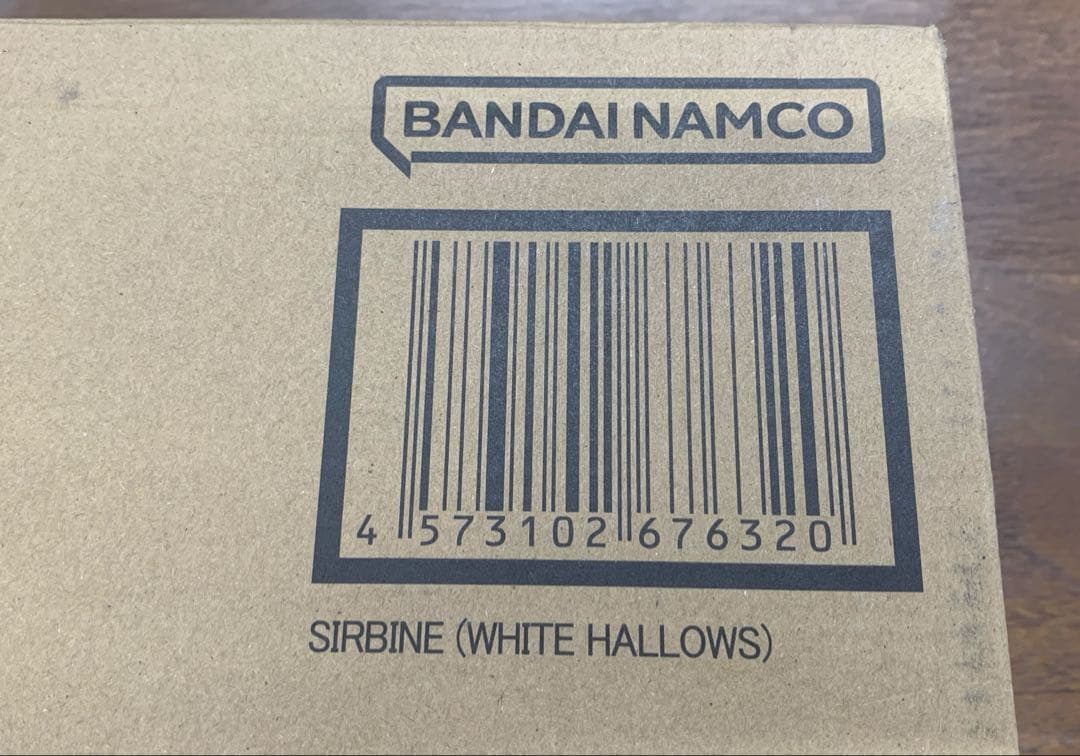 BANDAI NAMCO
4 573102 676320
SIRBINE (WHITE HALLOWS)